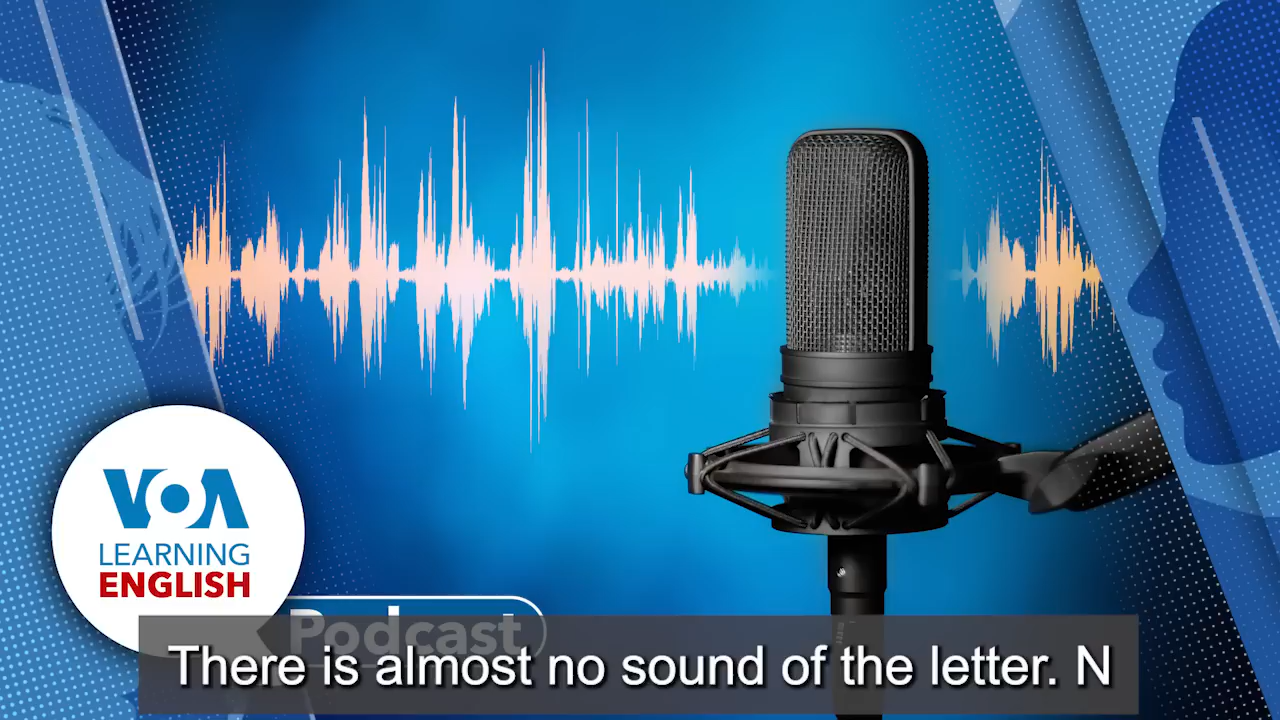 VOA
LEARNING
ENGLISH
Podcast
There is almost no sound of the letter. N